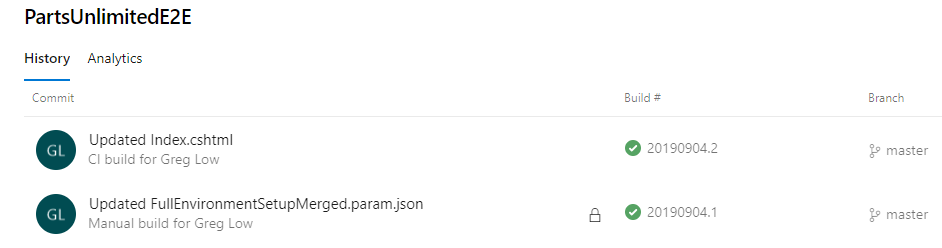 PartsUnlimitedE2E
History Analytics
Commit Build # Branch
GL Updated Index.cshtml 20190904.2 master
CI build for Greg Low
GL Updated FullEnvironmentSetupMerged.param.json 20190904.1 master
Manual build for Greg Low